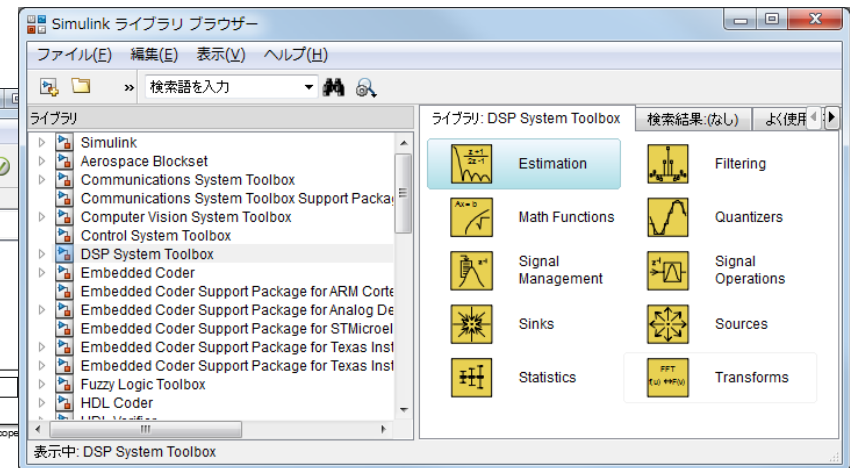 Simulink ライブラリ ブラウザー
ファイル(F) 編集(E) 表示(V) ヘルプ(H)
» 検索語を入力
ライブラリ
Simulink
Aerospace Blockset
Communications System Toolbox
Communications System Toolbox Support Packa
Computer Vision System Toolbox
Control System Toolbox
DSP System Toolbox
Embedded Coder
Embedded Coder Support Package for ARM Corte
Embedded Coder Support Package for Analog De
Embedded Coder Support Package for STMicroel
Embedded Coder Support Package for Texas Inst
Embedded Coder Support Package for Texas Inst
Fuzzy Logic Toolbox
HDL Coder
ライブラリ: DSP System Toolbox 検索結果:(なし) よく使用
Estimation
Filtering
Ax=b
Math Functions
Quantizers
Signal
Management
Signal
Operations
Sinks
Sources
Statistics
FFT
f(u)↔F(v)
Transforms
cope
表示中: DSP System Toolbox